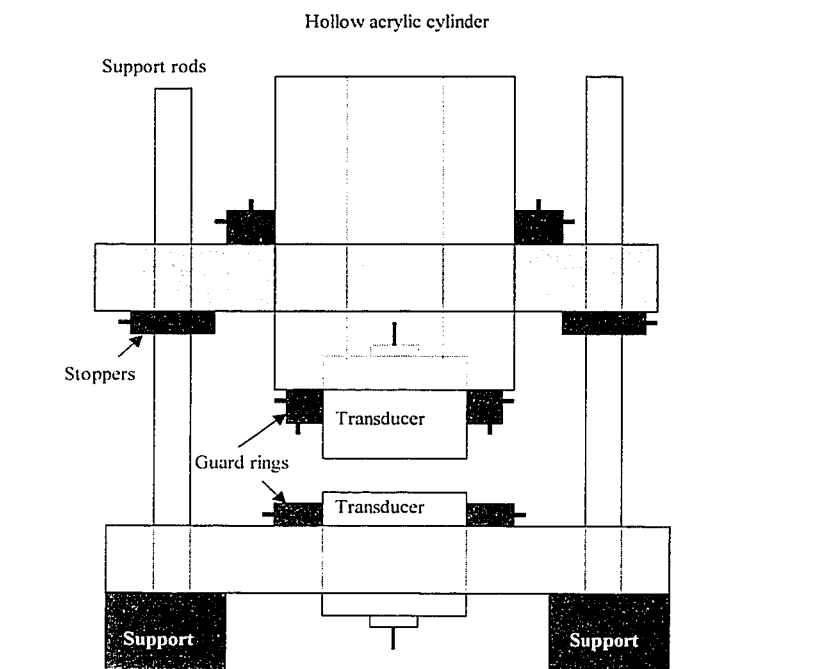 Hollow acrylic cylinder
Support rods
Stoppers
Transducer
Guard rings
Transducer
Support
Support